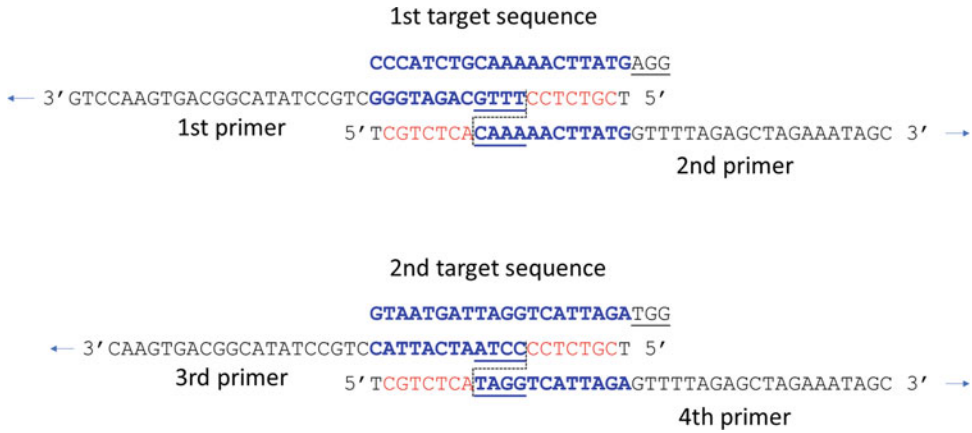 1st target sequence
CCCATCTGCAAAAACTTATGAGG
3′GTCCAAGTGACGGCATATCCGTCGGGTAGACGTTTCCTCTGCT 5′
1st primer
5′TCGTCTCACAAAAACTTATGGTTTTAGAGCTAGAAATAGC 3′
2nd primer
2nd target sequence
GTAATGATTAGGTCATTAGATGG
3′CAAGTGACGGCATATCCGTCCATTACTAATCCCCTCTGCT 5′
3rd primer
5′TCGTCTCATAGGTCATTAGAGTTTTAGAGCTAGAAATAGC 3′
4th primer